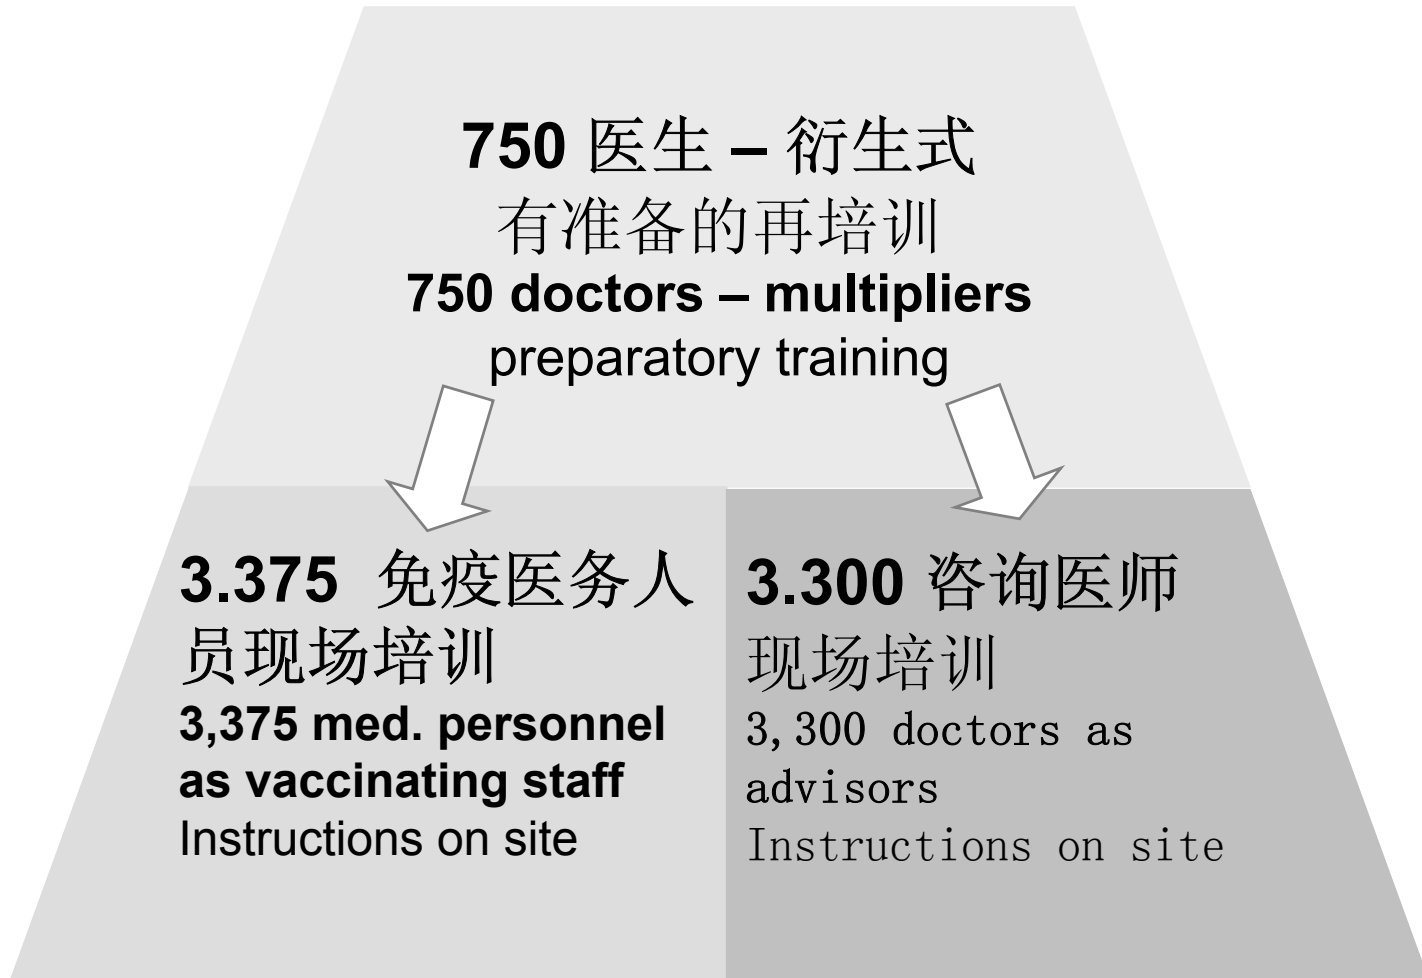 750 医生 – 衍生式
有准备的再培训
750 doctors – multipliers
preparatory training
3.375 免疫医务人
员现场培训
3,375 med. personnel
as vaccinating staff
Instructions on site
3.300 咨询医师
现场培训
3,300 doctors as
advisors
Instructions on site